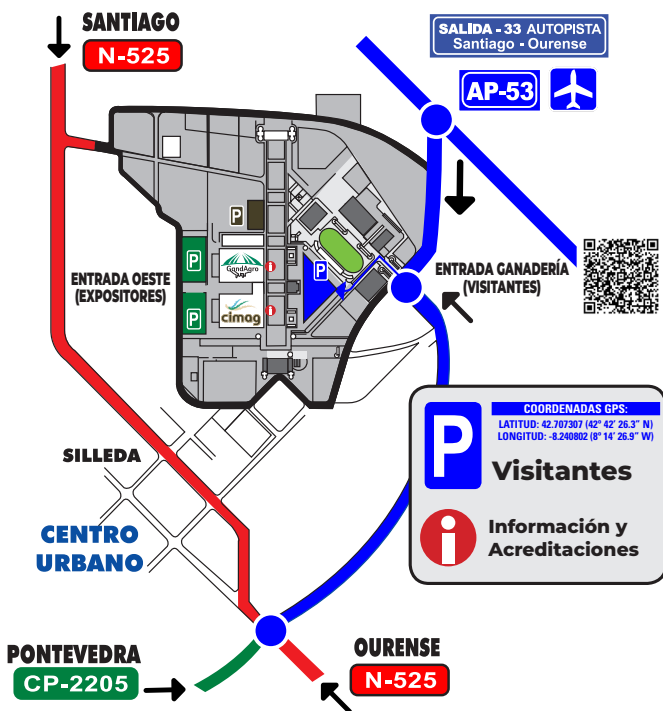 SANTIAGO
N-525
SALIDA - 33 AUTOPISTA
Santiago - Ourense
AP-53
P
P
GandAgro
P
ENTRADA OESTE
(EXPOSITORES)
ENTRADA GANADERÍA
(VISITANTES)
P
cimag
COORDENADAS GPS:
LATITUD: 42.707307 (42º 42' 26.3" N)
LONGITUD: -8.240802 (8º 14' 26.9" W)
P
Visitantes
i
Información y
Acreditaciones
SILLEDA
CENTRO
URBANO
PONTEVEDRA
CP-2205
OURENSE
N-525